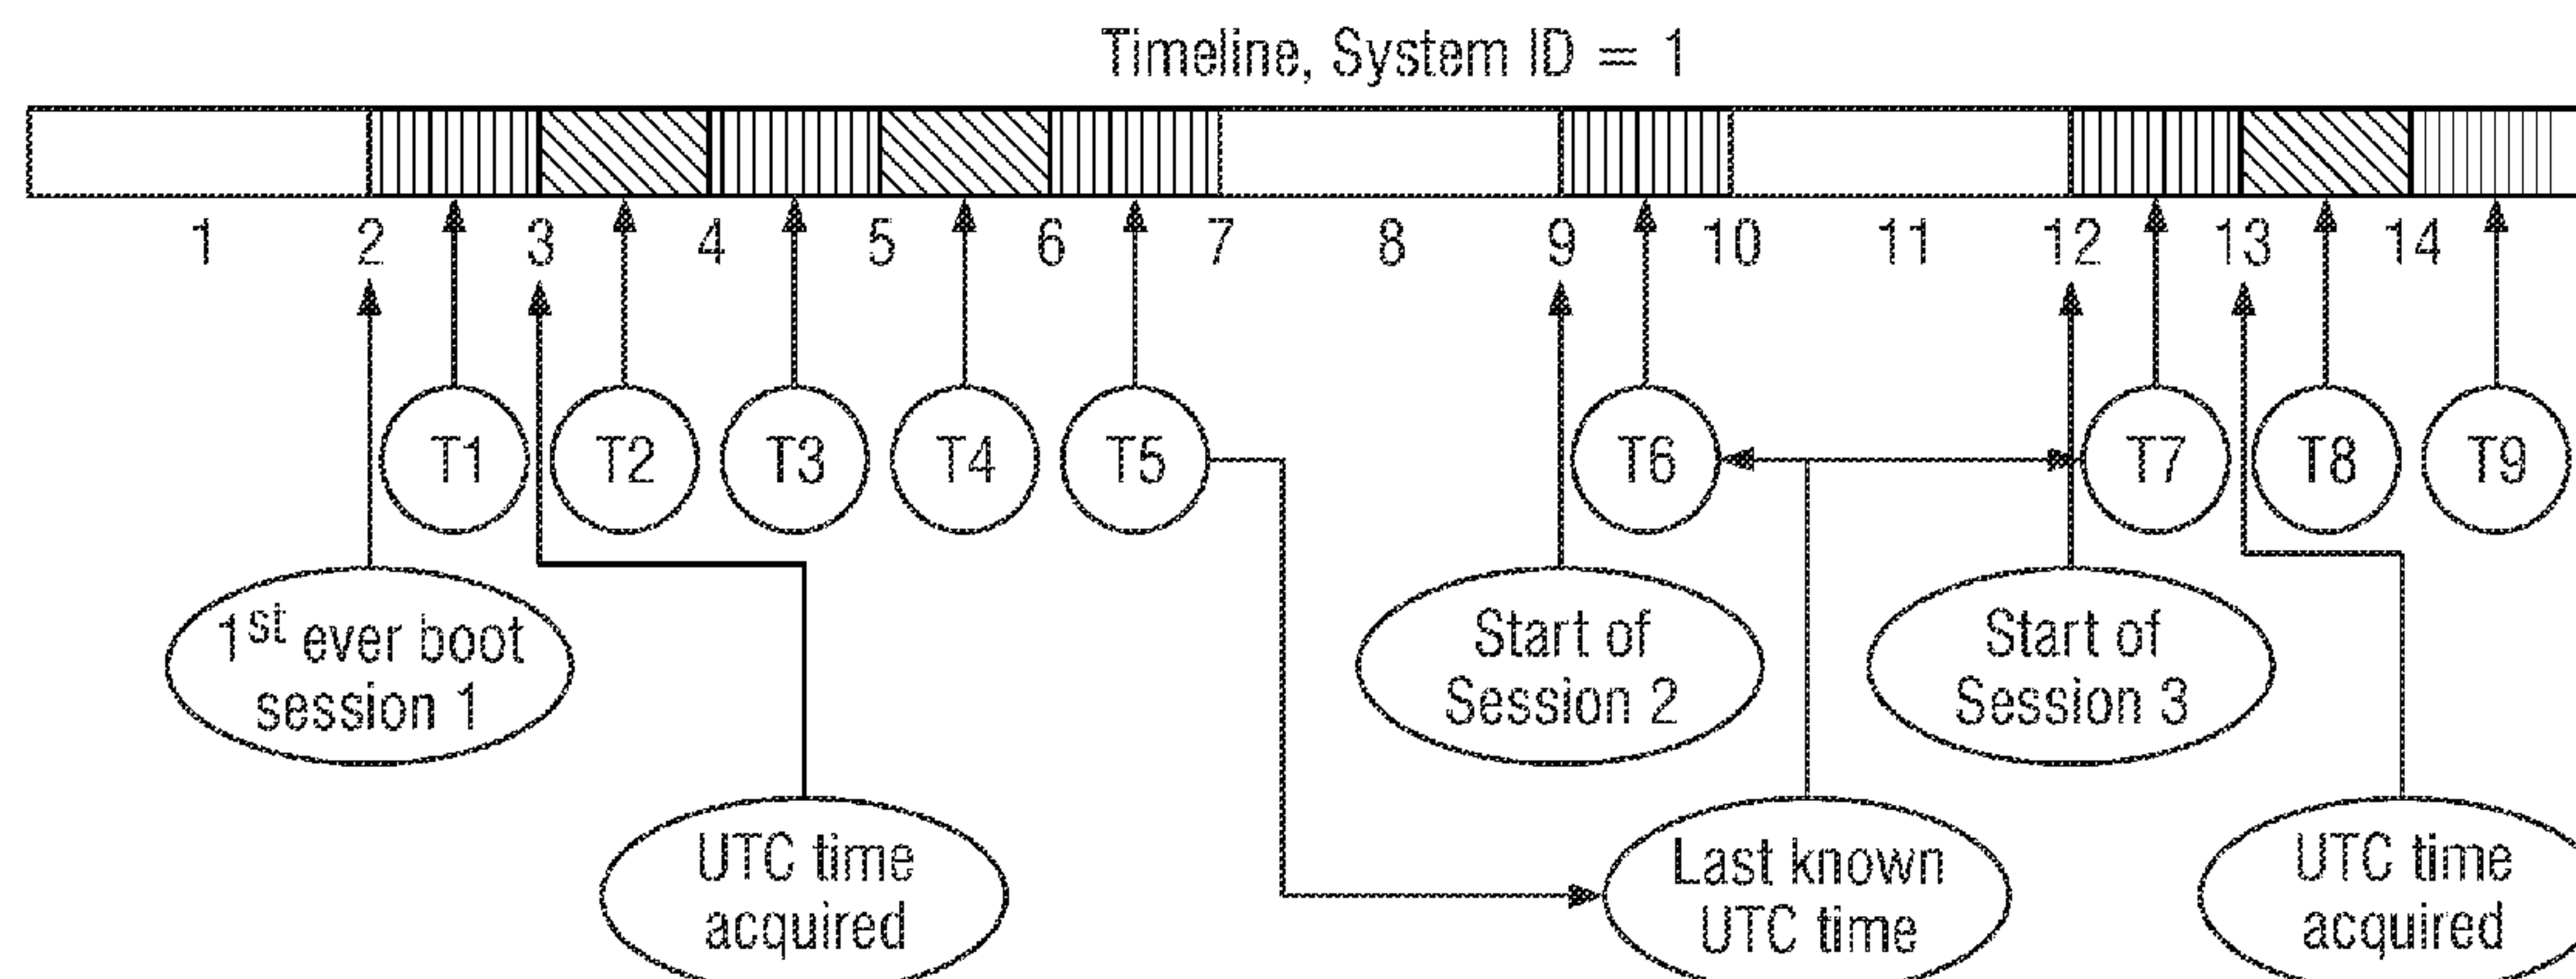 Timeline, System ID = 1
1 2 3 4 5 6 7 8 9 10 11 12 13 14
T1 T2 T3 T4 T5 T6 T7 T8 T9
1st ever boot
session 1
Start of
Session 2
Start of
Session 3
UTC time
acquired
Last known
UTC time
UTC time
acquired